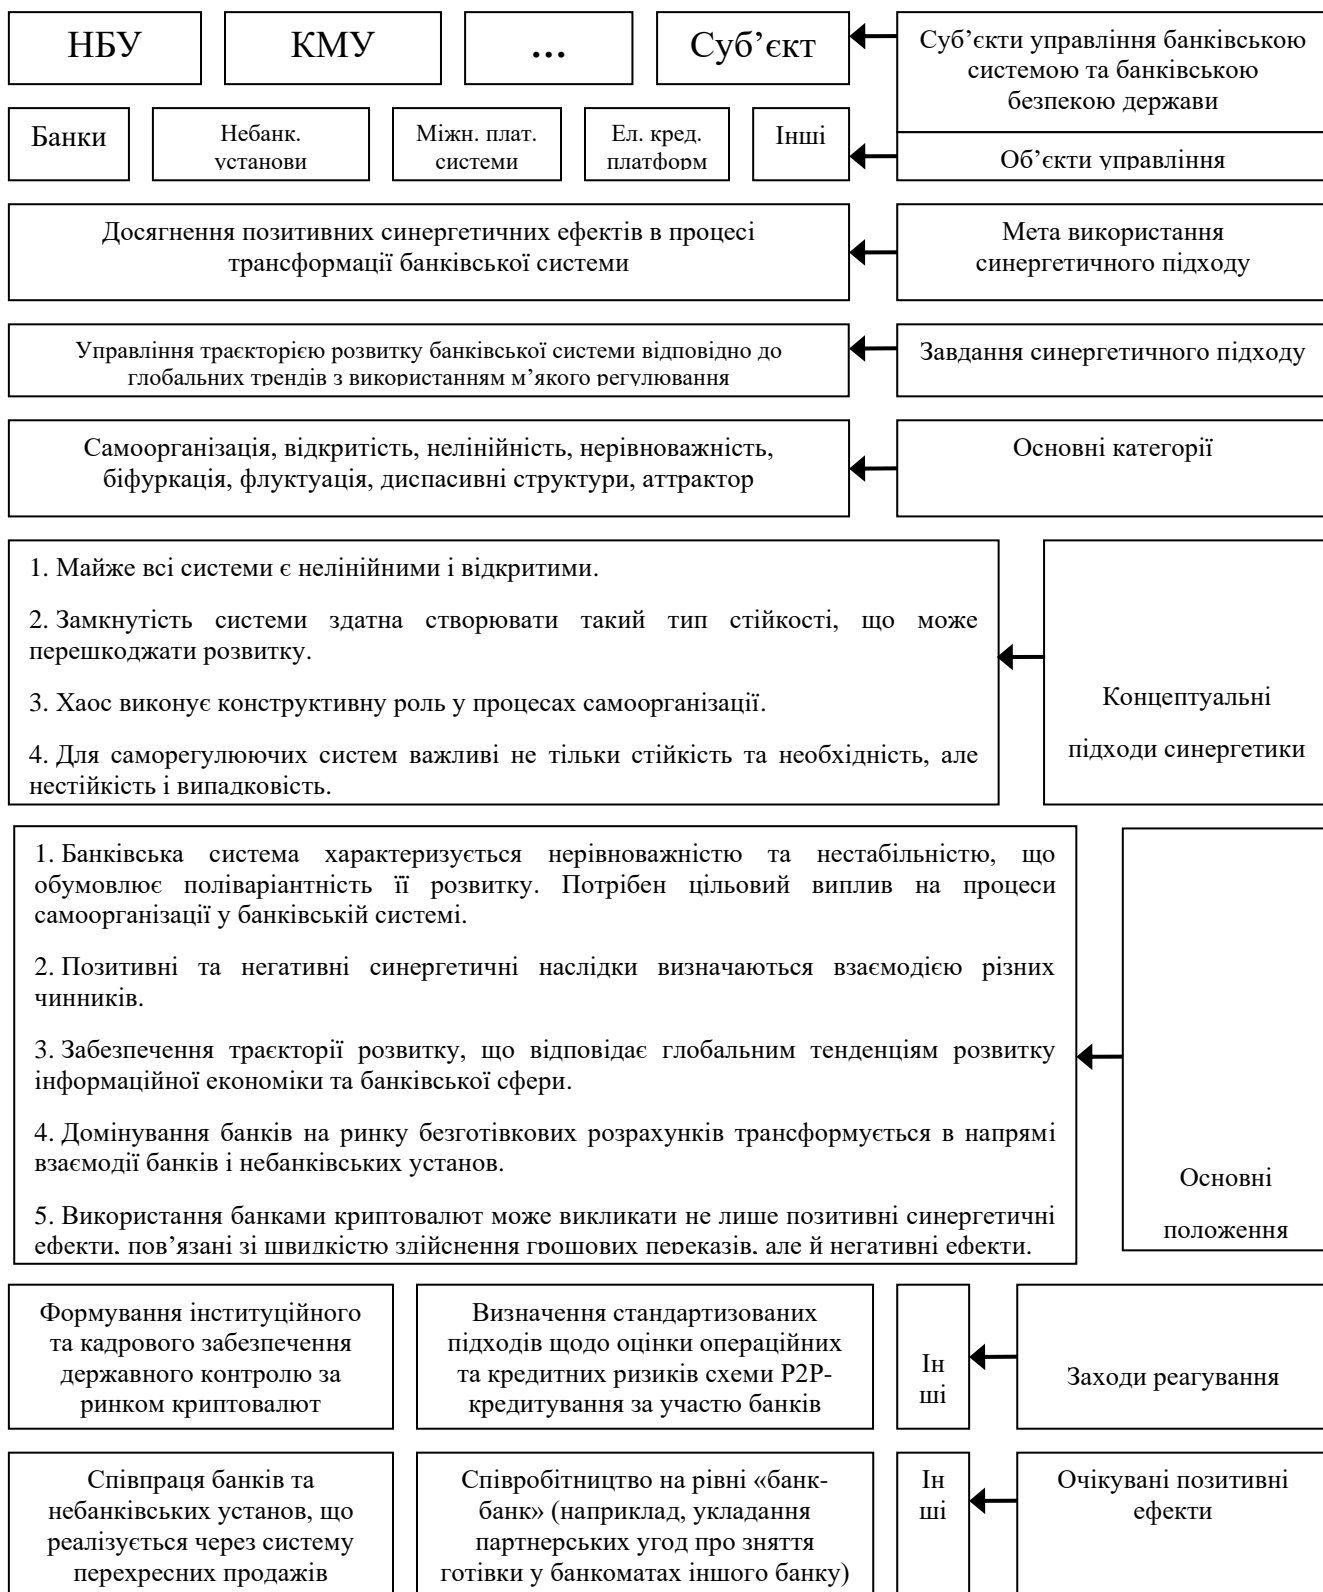 НБУ
КМУ
...
Суб’єкт
Суб’єкти управління банківською
системою та банківською
безпекою держави
Банки
Небанк.
установи
Міжн. плат.
системи
Ел. кред.
платформ
Інші
Об’єкти управління
Досягнення позитивних синергетичних ефектів в процесі
трансформації банківської системи
Мета використання
синергетичного підходу
Управління траєкторією розвитку банківської системи відповідно до
глобальних трендів з використанням м’якого регулювання
Завдання синергетичного підходу
Самоорганізація, відкритість, нелінійність, нерівноважність,
біфуркація, флуктуація, диспасивні структури, аттрактор
Основні категорії
1. Майже всі системи є нелінійними і відкритими.
2. Замкнутість системи здатна створювати такий тип стійкості, що може
перешкоджати розвитку.
3. Хаос виконує конструктивну роль у процесах самоорганізації.
4. Для саморегулюючих систем важливі не тільки стійкість та необхідність, але
нестійкість і випадковість.
Концептуальні
підходи синергетики
1. Банківська система характеризується нерівноважністю та нестабільністю, що
обумовлює поліваріантність її розвитку. Потрібен цільовий виплив на процеси
самоорганізації у банківській системі.
2. Позитивні та негативні синергетичні наслідки визначаються взаємодією різних
чинників.
3. Забезпечення траєкторії розвитку, що відповідає глобальним тенденціям розвитку
інформаційної економіки та банківської сфери.
4. Домінування банків на ринку безготівкових розрахунків трансформується в напрямі
взаємодії банків і небанківських установ.
5. Використання банками криптовалют може викликати не лише позитивні синергетичні
ефекти, пов’язані зі швидкістю здійснення грошових переказів, але й негативні ефекти.
Основні
положення
Формування інституційного
та кадрового забезпечення
державного контролю за
ринком криптовалют
Визначення стандартизованих
підходів щодо оцінки операційних
та кредитних ризиків схеми P2P-
кредитування за участю банків
Ін
ші
Заходи реагування
Співпраця банків та
небанківських установ, що
реалізується через систему
перехресних продажів
Співробітництво на рівні «банк-
банк» (наприклад, укладання
партнерських угод про зняття
готівки у банкоматах іншого банку)
Ін
ші
Очікувані позитивні
ефекти